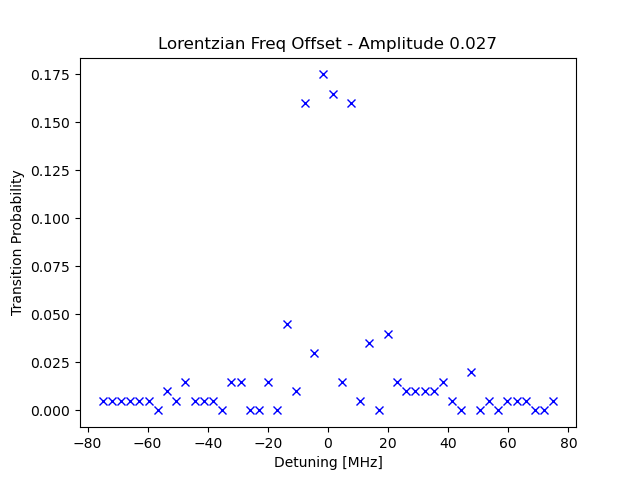 Lorentzian Freq Offset - Amplitude 0.027
0.175
0.150
0.125
0.100
0.075
0.050
0.025
0.000
Transition Probability
−80 −60 −40 −20 0 20 40 60 80
Detuning [MHz]